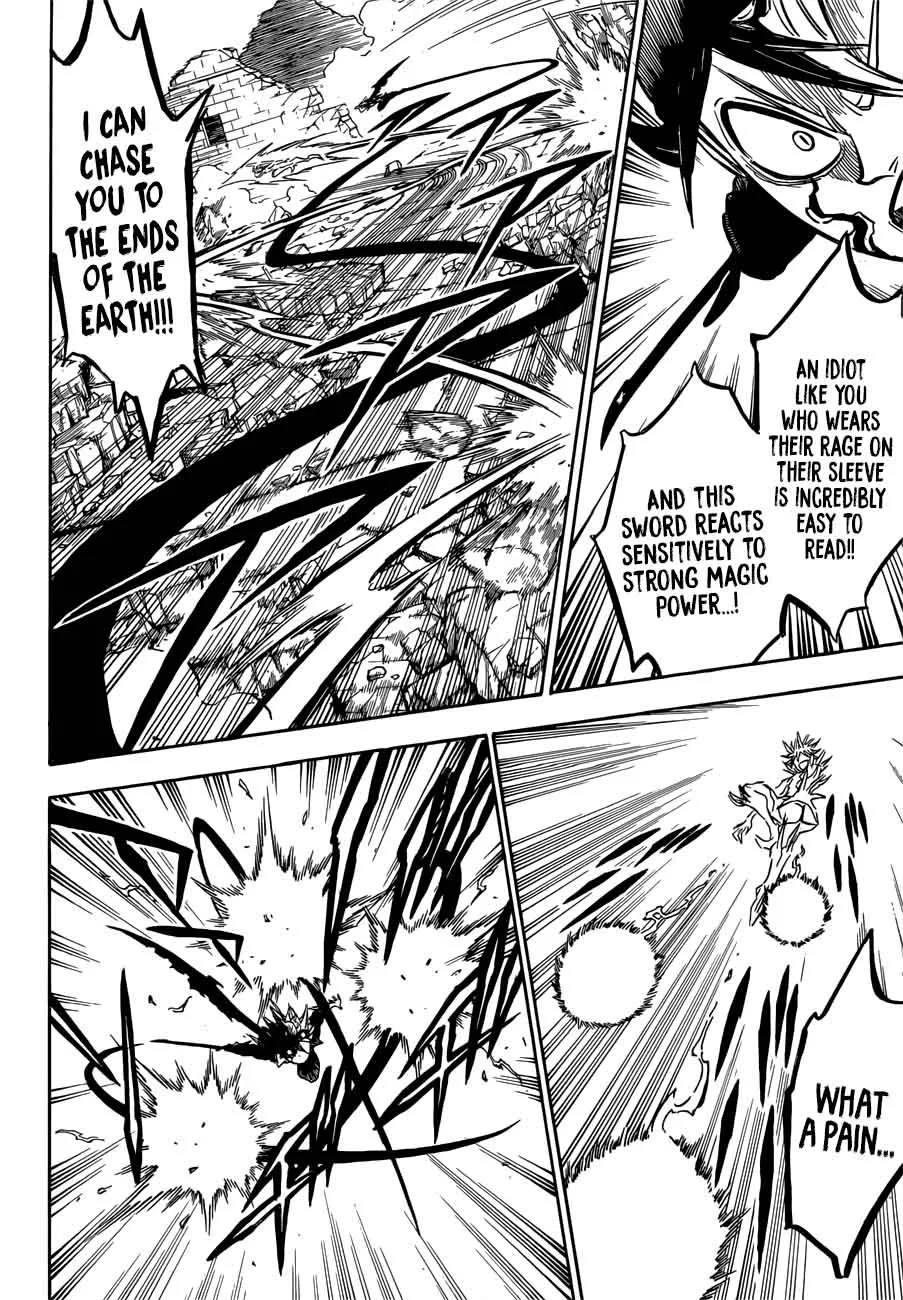 AN IDIOT
LIKE YOU
WHO WEARS
THEIR RAGE ON
THEIR SLEEVE
IS INCREDIBLY
EASY TO
READ!!
AND THIS
SWORD REACTS
SENSITIVELY TO
STRONG MAGIC
POWER...!
I CAN
CHASE
YOU TO
THE ENDS
OF THE
EARTH!!!
WHAT
A PAIN...